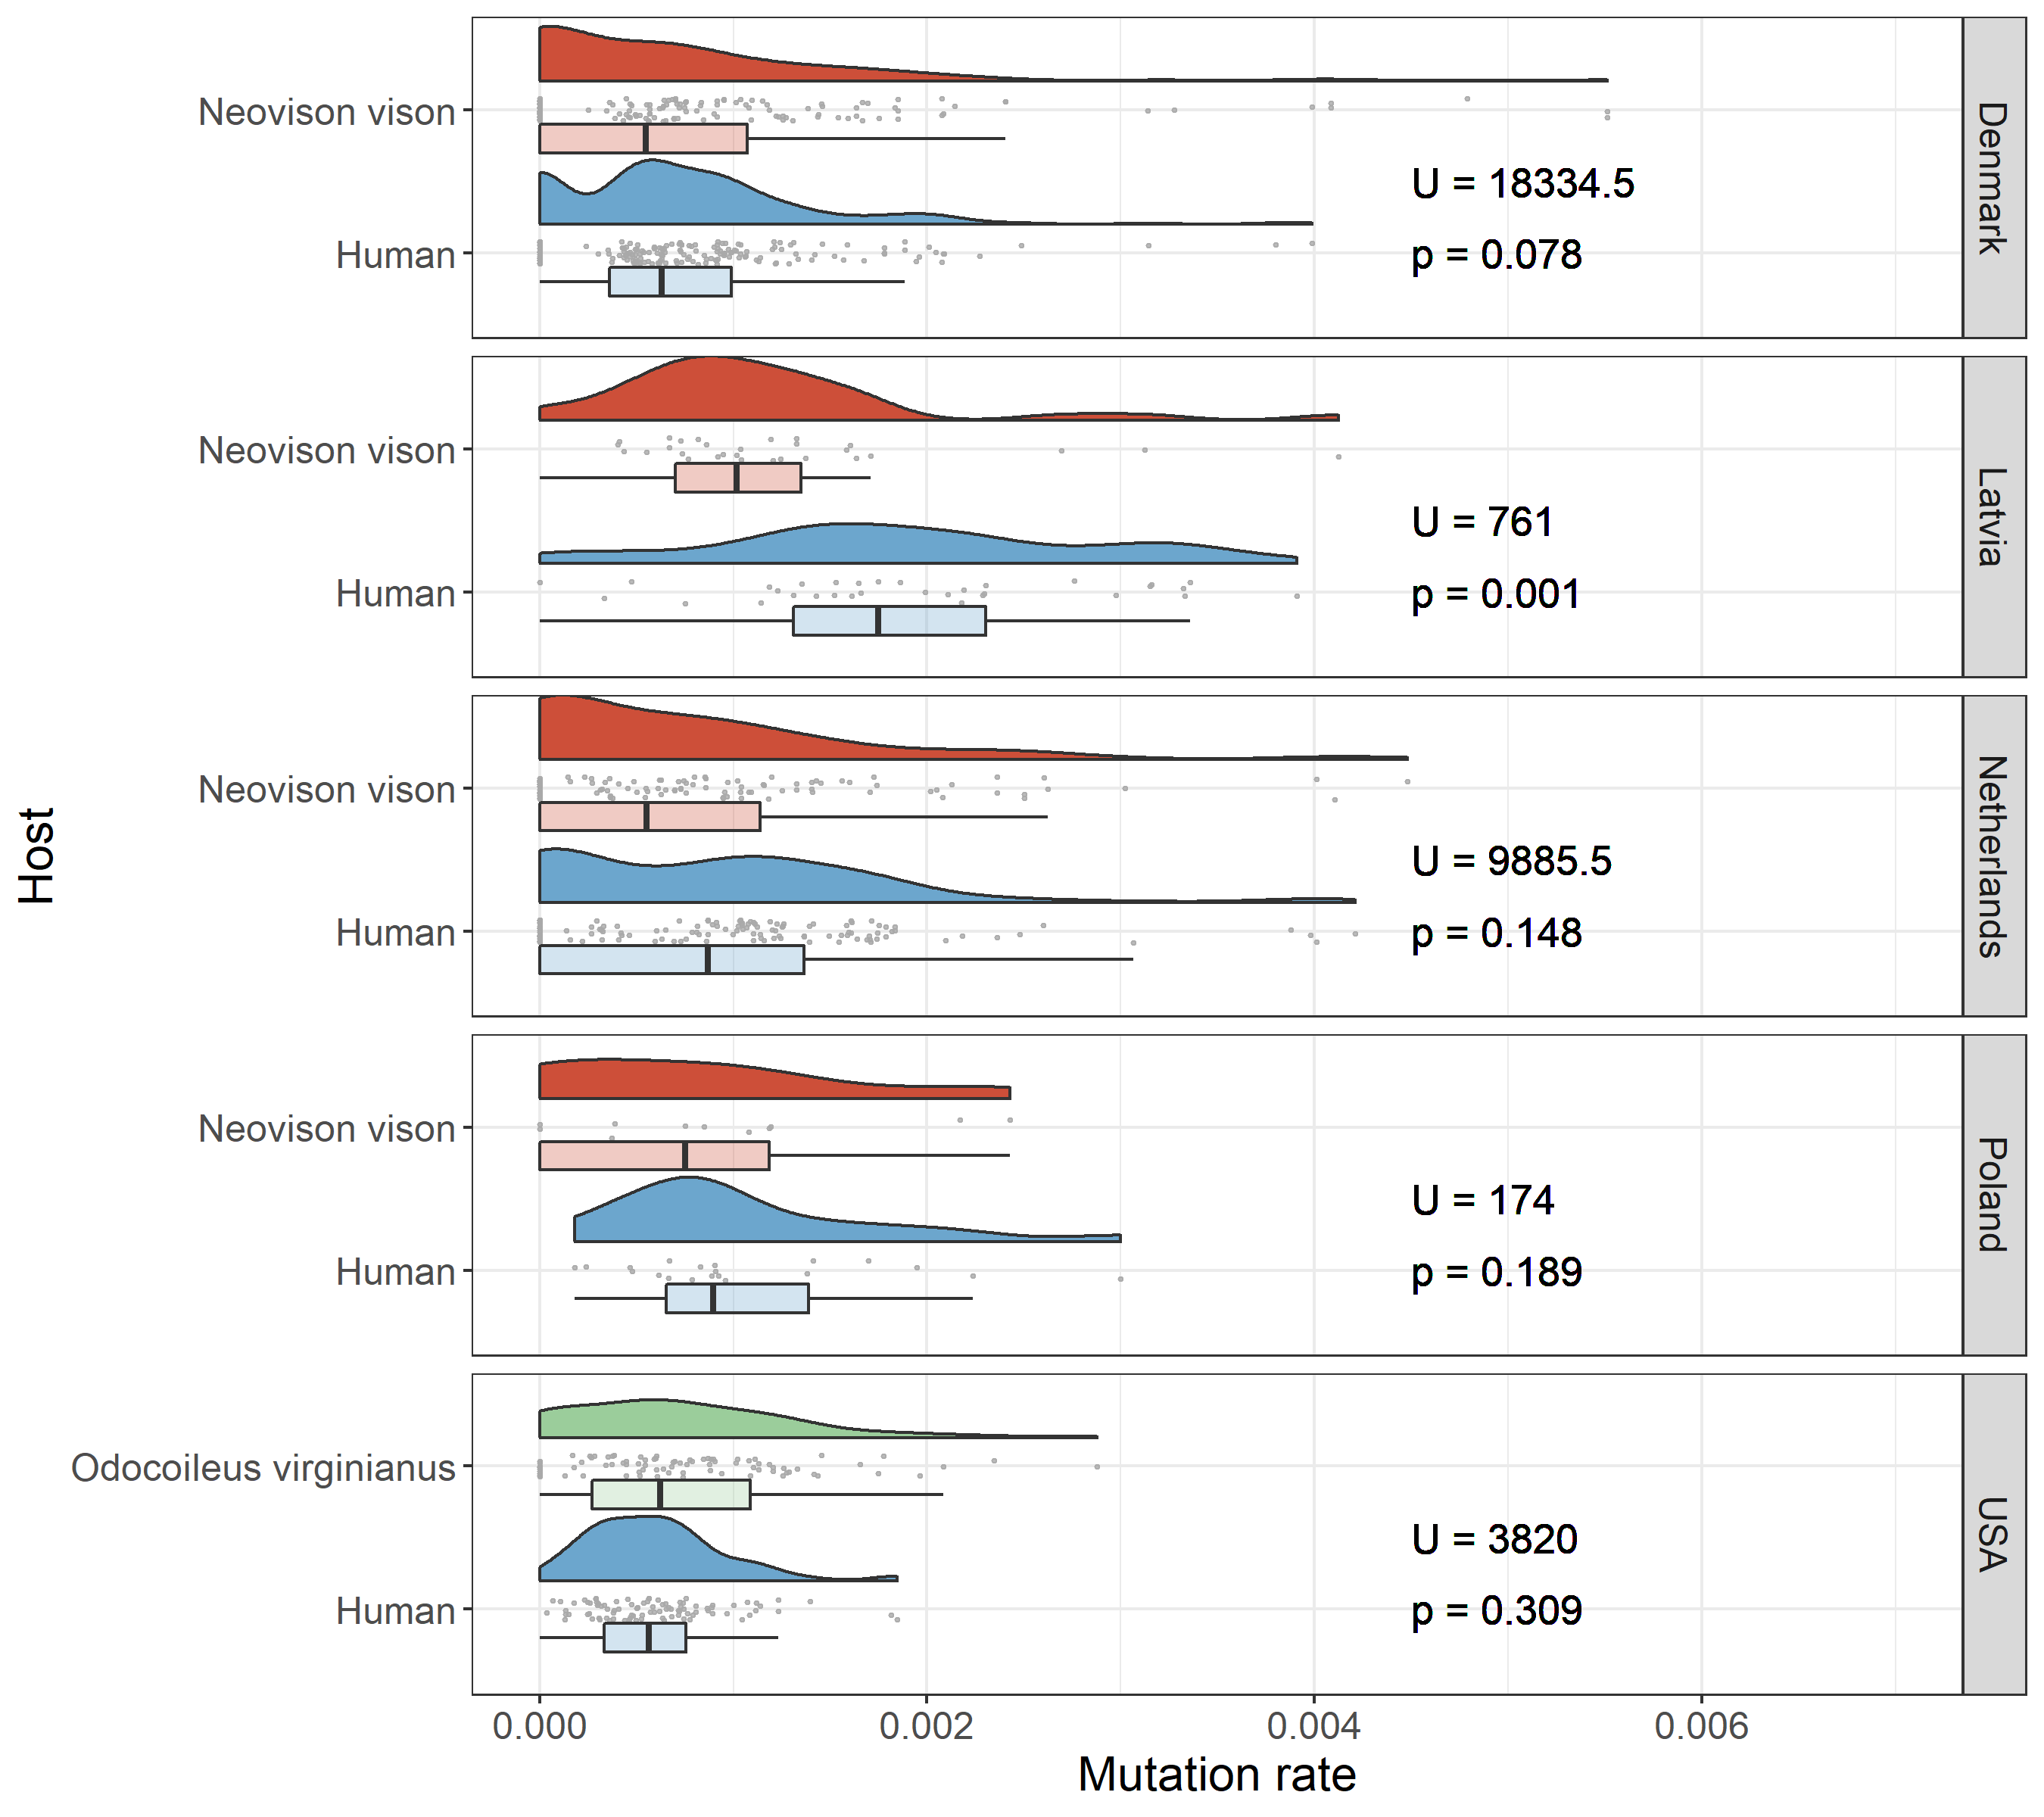 Host
Neovison vison
Human
U = 18334.5
p = 0.078
Denmark
Neovison vison
Human
U = 761
p = 0.001
Latvia
Neovison vison
Human
U = 9885.5
p = 0.148
Netherlands
Neovison vison
Human
U = 174
p = 0.189
Poland
Odocoileus virginianus
Human
U = 3820
p = 0.309
USA
0.000 0.002 0.004 0.006
Mutation rate